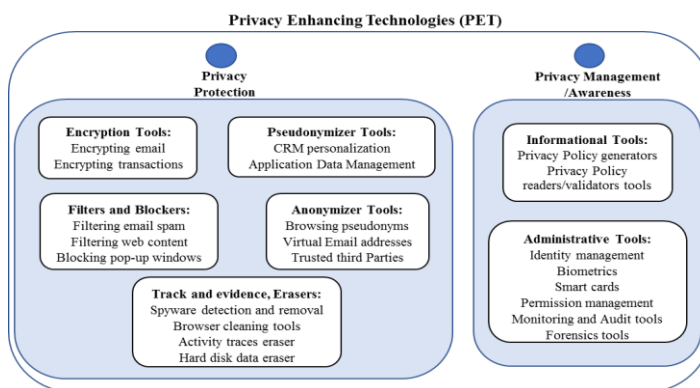 Privacy Enhancing Technologies (PET)
Privacy
Protection
Encryption Tools:
Encrypting email
Encrypting transactions
Pseudonymizer Tools:
CRM personalization
Application Data Management
Filters and Blockers:
Filtering email spam
Filtering web content
Blocking pop-up windows
Anonymizer Tools:
Browsing pseudonyms
Virtual Email addresses
Trusted third Parties
Track and evidence, Erasers:
Spyware detection and removal
Browser cleaning tools
Activity traces eraser
Hard disk data eraser
Privacy Management
/Awareness
Informational Tools:
Privacy Policy generators
Privacy Policy
readers/validators tools
Administrative Tools:
Identity management
Biometrics
Smart cards
Permission management
Monitoring and Audit tools
Forensics tools